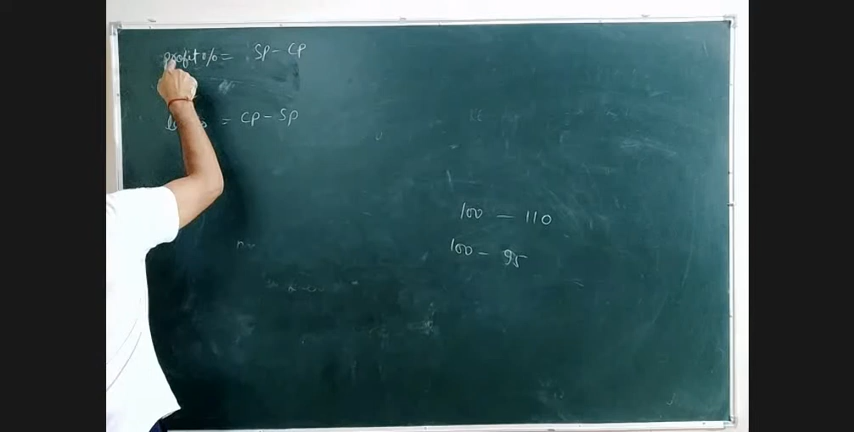 profit% = SP - CP
= CP - SP
100 — 110
100 - 95